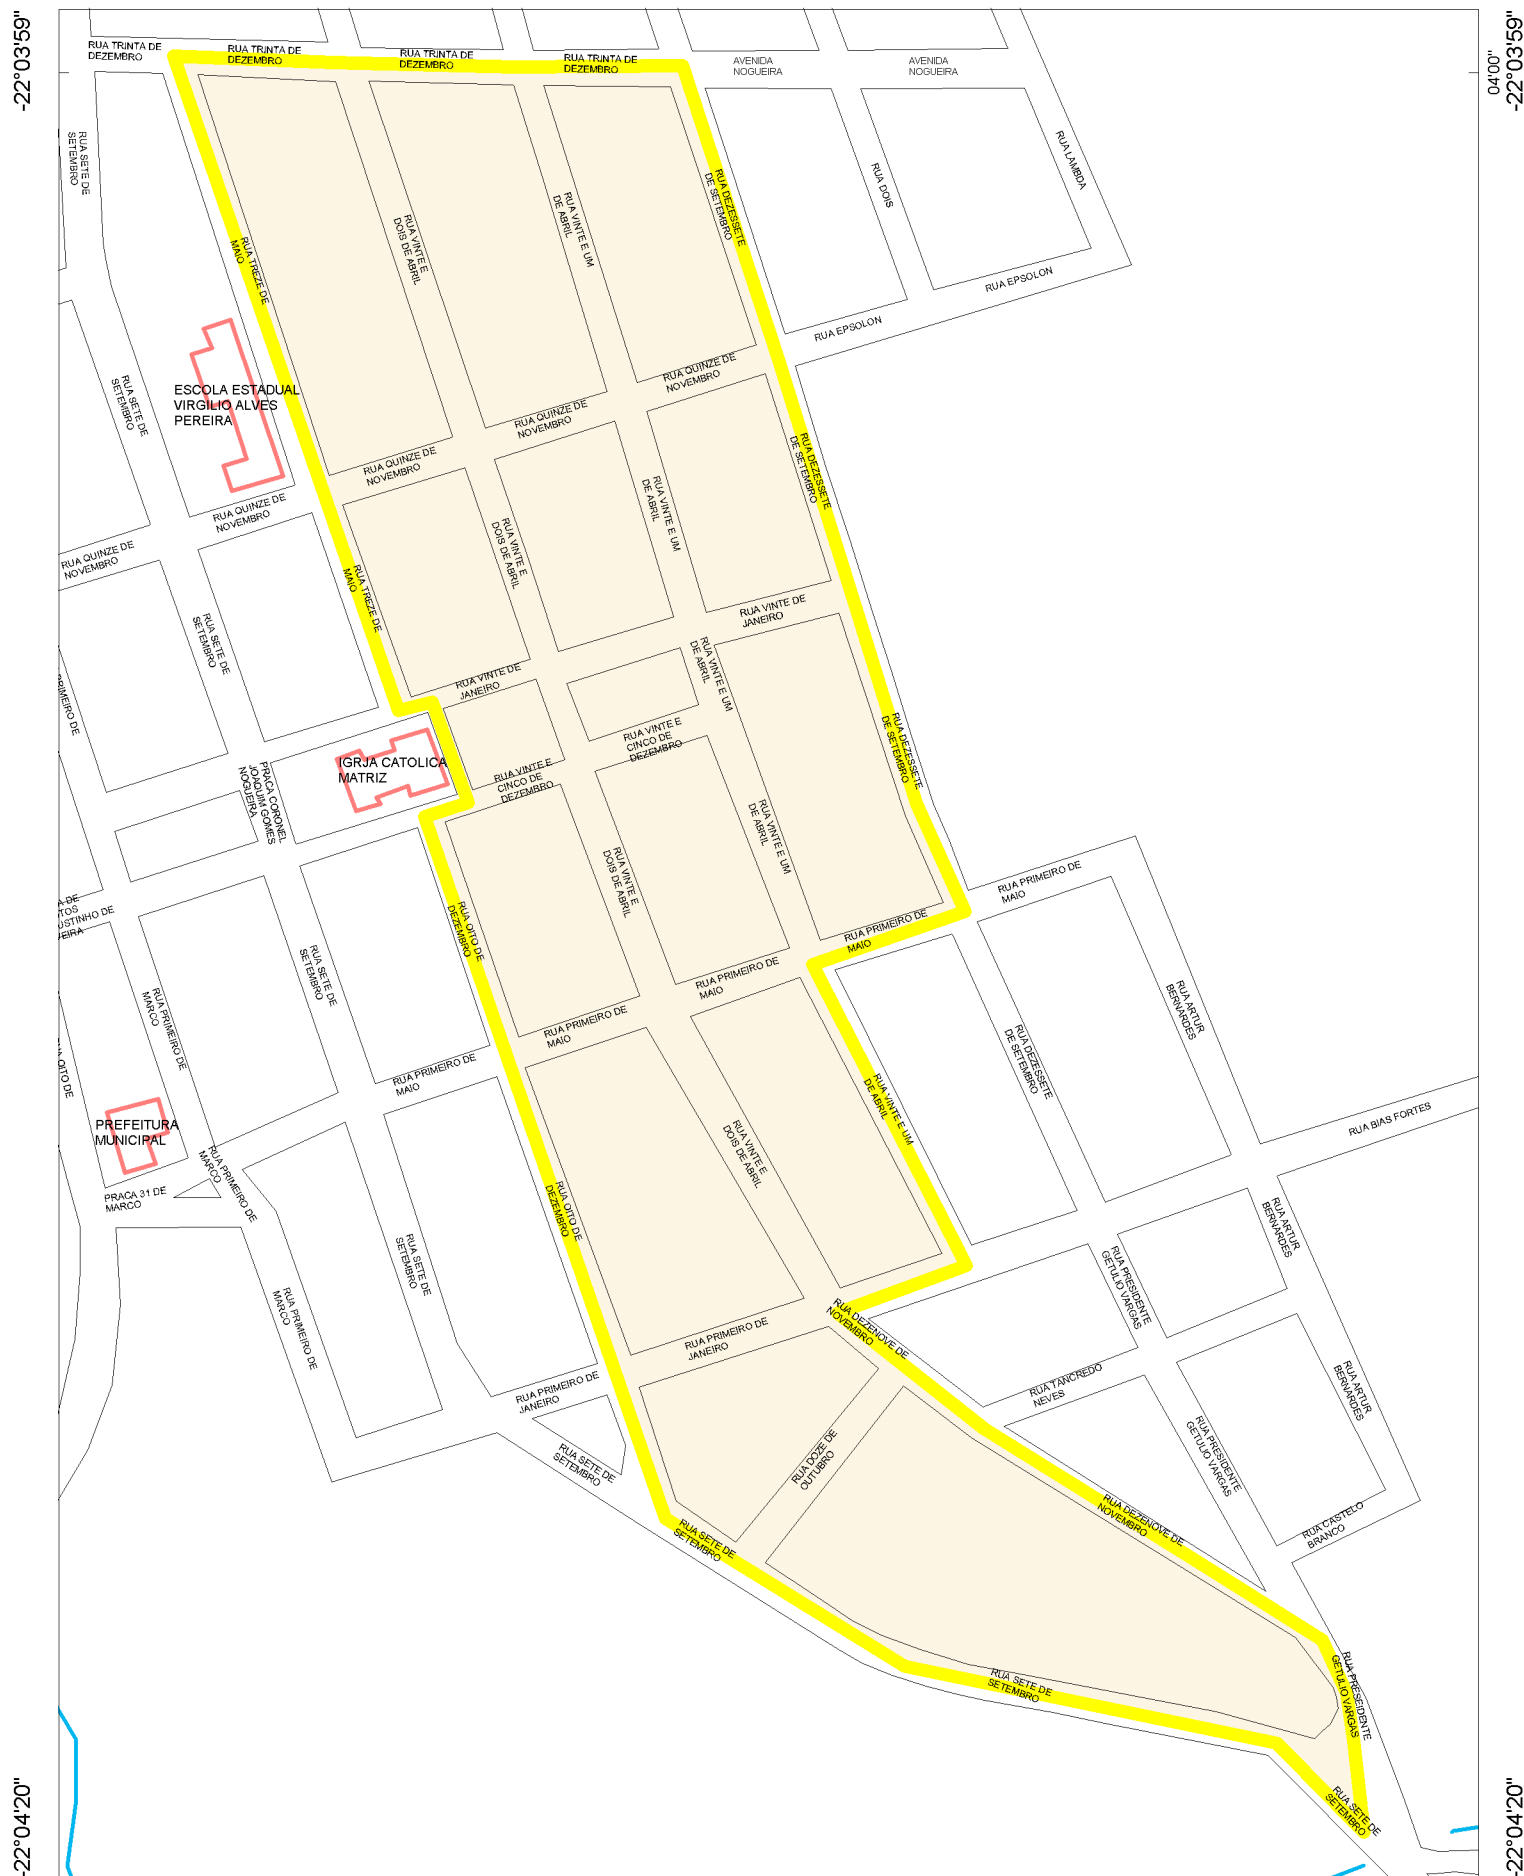 -22°03'59"
-22°03'59"
04'00"
RUA TRINTA DE
DEZEMBRO
RUA TRINTA DE
DEZEMBRO
RUA TRINTA DE
DEZEMBRO
RUA TRINTA DE
DEZEMBRO
AVENIDA
NOGUEIRA
AVENIDA
NOGUEIRA
RUA SETE DE
SETEMBRO
RUA LAMBDA
RUA DOIS
RUA DEZESSETE
DE SETEMBRO
RUA VINTE E UM
DE ABRIL
RUA VINTE E
DOIS DE ABRIL
RUA TREZE DE
MAIO
RUA EPSOLON
RUA EPSOLON
RUA QUINZE DE
NOVEMBRO
ESCOLA ESTADUAL
VIRGILIO ALVES
PEREIRA
RUA SETE DE
SETEMBRO
RUA QUINZE DE
NOVEMBRO
RUA QUINZE DE
NOVEMBRO
RUA DEZESSETE
DE SETEMBRO
RUA QUINZE DE
NOVEMBRO
RUA VINTE E UM
DE ABRIL
RUA VINTE E
DOIS DE ABRIL
RUA QUINZE DE
NOVEMBRO
RUA TREZE DE
MAIO
RUA VINTE DE
JANEIRO
RUA SETE DE
SETEMBRO
RUA VINTE E UM
DE ABRIL
RUA VINTE DE
JANEIRO
PRIMEIRO DE
RUA VINTE E
CINCO DE
DEZEMBRO
RUA DEZESSETE
DE SETEMBRO
IGRJA CATOLICA
MATRIZ
RUA VINTE E
CINCO DE
DEZEMBRO
PRACA CORONEL
JOAQUIM GOMES
NOGUEIRA
RUA VINTE E UM
DE ABRIL
RUA VINTE E
DOIS DE ABRIL
RUA PRIMEIRO DE
MAIO
A DE
TOS
USTINHO DE
EIRA
RUA OITO DE
DEZEMBRO
RUA PRIMEIRO DE
MAIO
RUA SETE DE
SETEMBRO
RUA PRIMEIRO DE
MAIO
RUA ARTUR
BERNARDES
RUA PRIMEIRO DE
MARCO
RUA PRIMEIRO DE
MAIO
RUA DEZESSETE
DE SETEMBRO
RUA OITO DE
RUA PRIMEIRO DE
MAIO
RUA VINTE E UM
DE ABRIL
PREFEITURA
MUNICIPAL
RUA BIAS FORTES
RUA VINTE E
DOIS DE ABRIL
RUA PRIMEIRO DE
MARCO
PRACA 31 DE
MARCO
RUA OITO DE
DEZEMBRO
RUA ARTUR
BERNARDES
RUA SETE DE
SETEMBRO
RUA PRESIDENTE
GETULIO VARGAS
RUA PRIMEIRO DE
MARCO
RUA DEZENOVE DE
NOVEMBRO
RUA PRIMEIRO DE
JANEIRO
RUA PRIMEIRO DE
JANEIRO
RUA TANCREDO
NEVES
RUA ARTUR
BERNARDES
RUA SETE DE
SETEMBRO
RUA DOZE DE
OUTUBRO
RUA PRESIDENTE
GETULIO VARGAS
RUA DEZENOVE DE
NOVEMBRO
RUA CASTELO
BRANCO
RUA SETE DE
SETEMBRO
RUA SETE DE
SETEMBRO
RUA PRESIDENTE
GETULIO VARGAS
RUA SETE DE
SETEMBRO
-22°04'20"
-22°04'20"